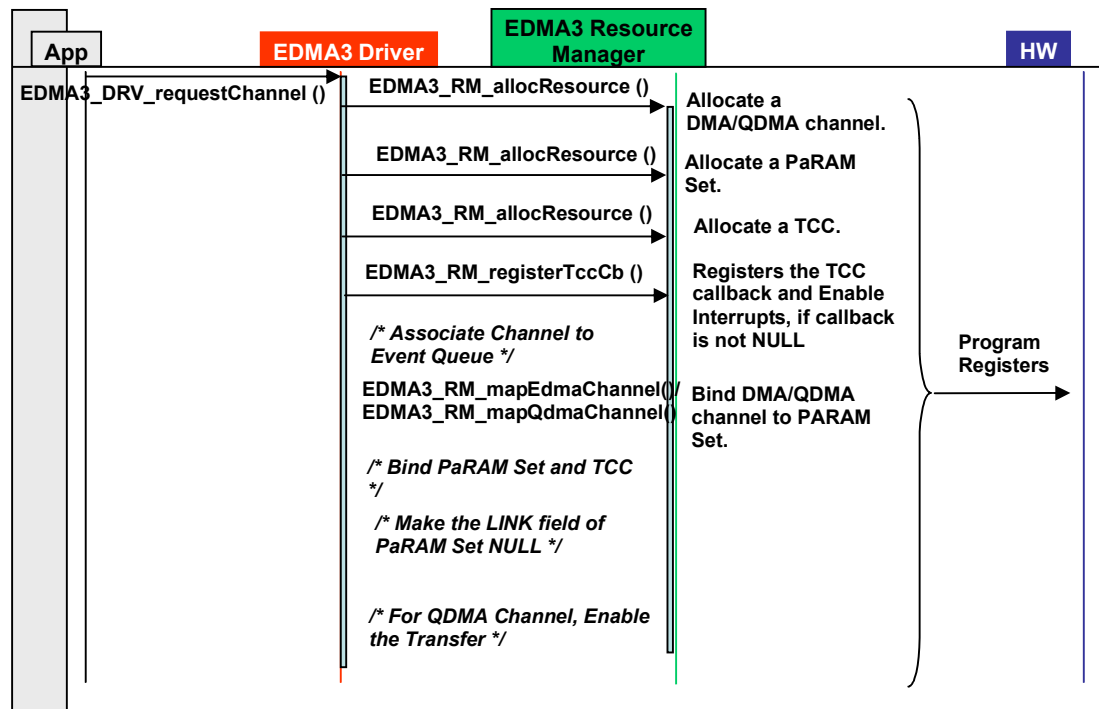 App
EDMA3 Driver
EDMA3 Resource
Manager
HW
EDMA3_DRV_requestChannel ()
EDMA3_RM_allocResource ()
Allocate a
DMA/QDMA channel.
EDMA3_RM_allocResource ()
Allocate a PaRAM
Set.
EDMA3_RM_allocResource ()
Allocate a TCC.
EDMA3_RM_registerTccCb ()
Registers the TCC
callback and Enable
Interrupts, if callback
is not NULL
/* Associate Channel to
Event Queue */
Program
Registers
EDMA3_RM_mapEdmaChannel()/
EDMA3_RM_mapQdmaChannel()
Bind DMA/QDMA
channel to PARAM
Set.
/* Bind PaRAM Set and TCC
*/
/* Make the LINK field of
PaRAM Set NULL */
/* For QDMA Channel, Enable
the Transfer */